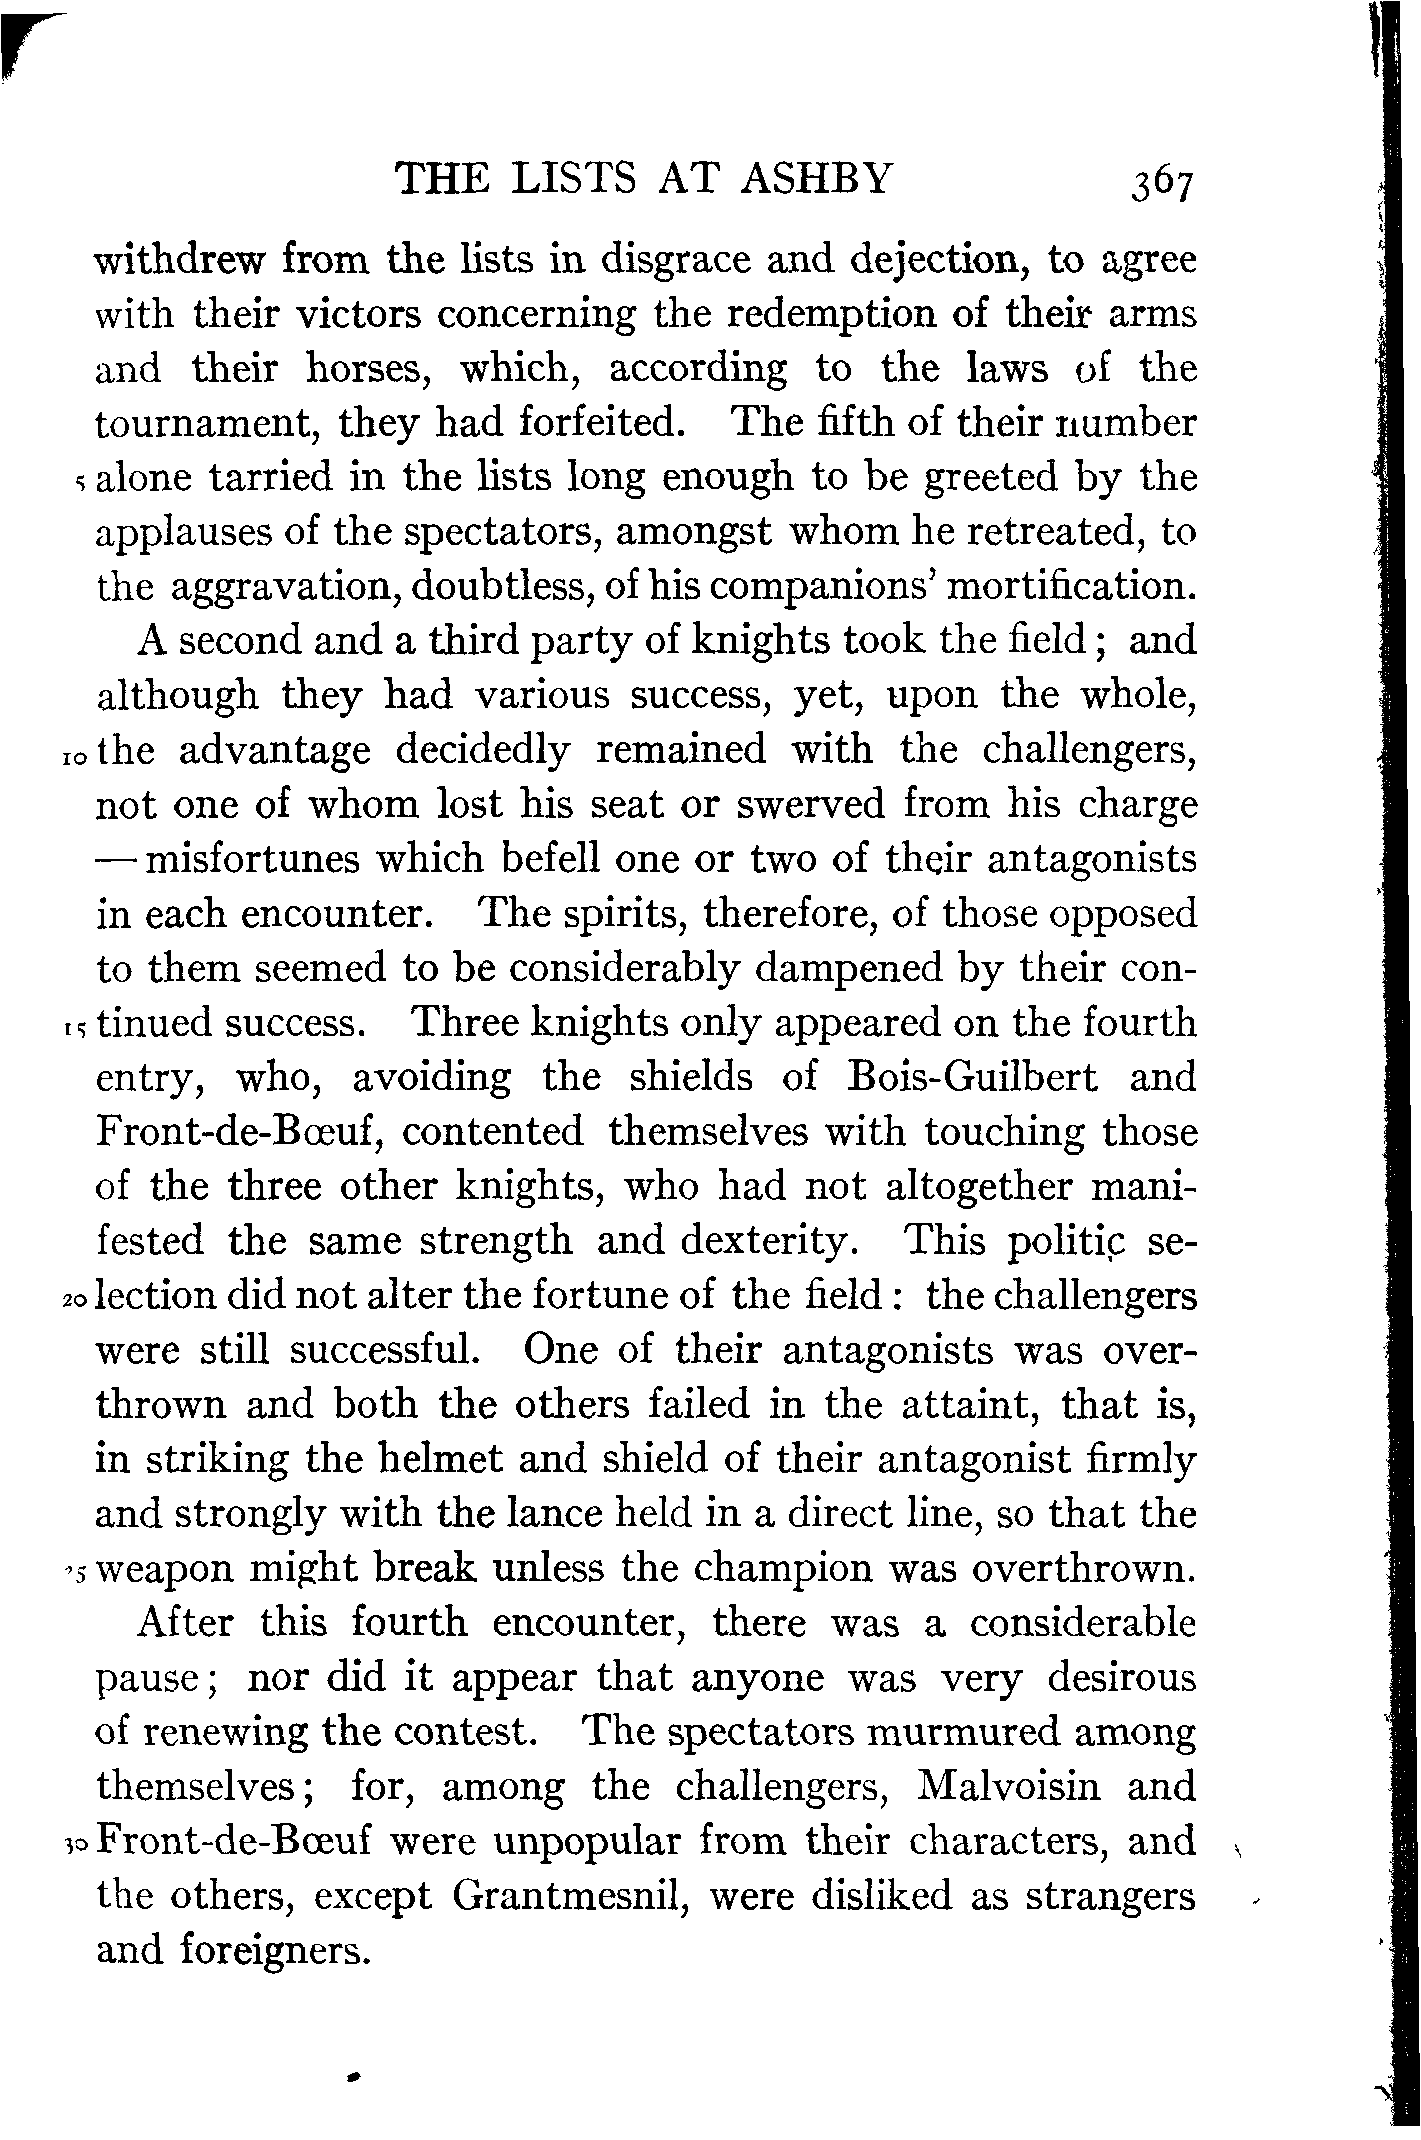 THE LISTS AT ASHBY 367
withdrew from the lists in disgrace and dejection, to agree
with their victors concerning the redemption of their arms
and their horses, which, according to the laws of the
tournament, they had forfeited. The fifth of their number
5 alone tarried in the lists long enough to be greeted by the
applauses of the spectators, amongst whom he retreated, to
the aggravation, doubtless, of his companions' mortification.
A second and a third party of knights took the field; and
although they had various success, yet, upon the whole,
10 the advantage decidedly remained with the challengers,
not one of whom lost his seat or swerved from his charge
— misfortunes which befell one or two of their antagonists
in each encounter. The spirits, therefore, of those opposed
to them seemed to be considerably dampened by their con-
15 tinued success. Three knights only appeared on the fourth
entry, who, avoiding the shields of Bois-Guilbert and
Front-de-Bœuf, contented themselves with touching those
of the three other knights, who had not altogether mani-
fested the same strength and dexterity. This politic se-
20 lection did not alter the fortune of the field: the challengers
were still successful. One of their antagonists was over-
thrown and both the others failed in the attaint, that is,
in striking the helmet and shield of their antagonist firmly
and strongly with the lance held in a direct line, so that the
25 weapon might break unless the champion was overthrown.
After this fourth encounter, there was a considerable
pause; nor did it appear that anyone was very desirous
of renewing the contest. The spectators murmured among
themselves; for, among the challengers, Malvoisin and
30 Front-de-Bœuf were unpopular from their characters, and
the others, except Grantmesnil, were disliked as strangers
and foreigners.